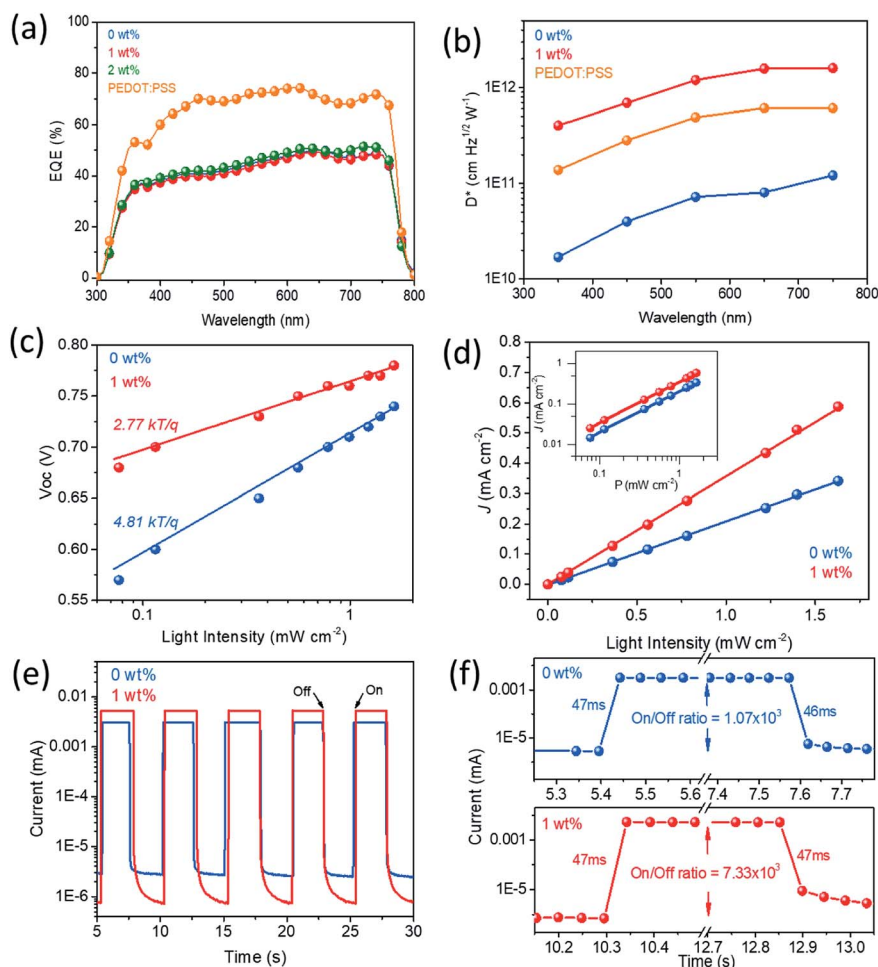 (a)
0 wt%
1 wt%
2 wt%
PEDOT:PSS
100
80
60
40
20
0
EQE (%)
300 400 500 600 700 800
Wavelength (nm)
(b)
0 wt%
1 wt%
PEDOT:PSS
1E12
1E11
1E10
D* (cm Hz1/2 W-1)
300 400 500 600 700 800
Wavelength (nm)
(c)
0 wt%
1 wt%
0.80
0.75
0.70
0.65
0.60
0.55
Voc (V)
2.77 kT/q
4.81 kT/q
0.1 1
Light Intensity (mW cm-2)
(d)
0.8
0.7
0.6
0.5
0.4
0.3
0.2
0.1
0.0
J (mA cm-2)
1
0.1
0.01
J (mA cm-2)
0.1 1
P (mW cm-2)
0 wt%
1 wt%
0.0 0.5 1.0 1.5
Light Intensity (mW cm-2)
(e)
0 wt%
1 wt%
Off On
0.01
0.001
1E-4
1E-5
1E-6
Current (mA)
5 10 15 20 25 30
Time (s)
(f)
0 wt%
0.001
1E-5
47ms
46ms
On/Off ratio = 1.07x103
5.3 5.4 5.5 5.6 7.4 7.5 7.6 7.7
1 wt%
0.001
1E-5
47ms
47ms
On/Off ratio = 7.33x103
10.2 10.3 10.4 12.7 12.8 12.9 13.0
Current (mA)
Time (s)